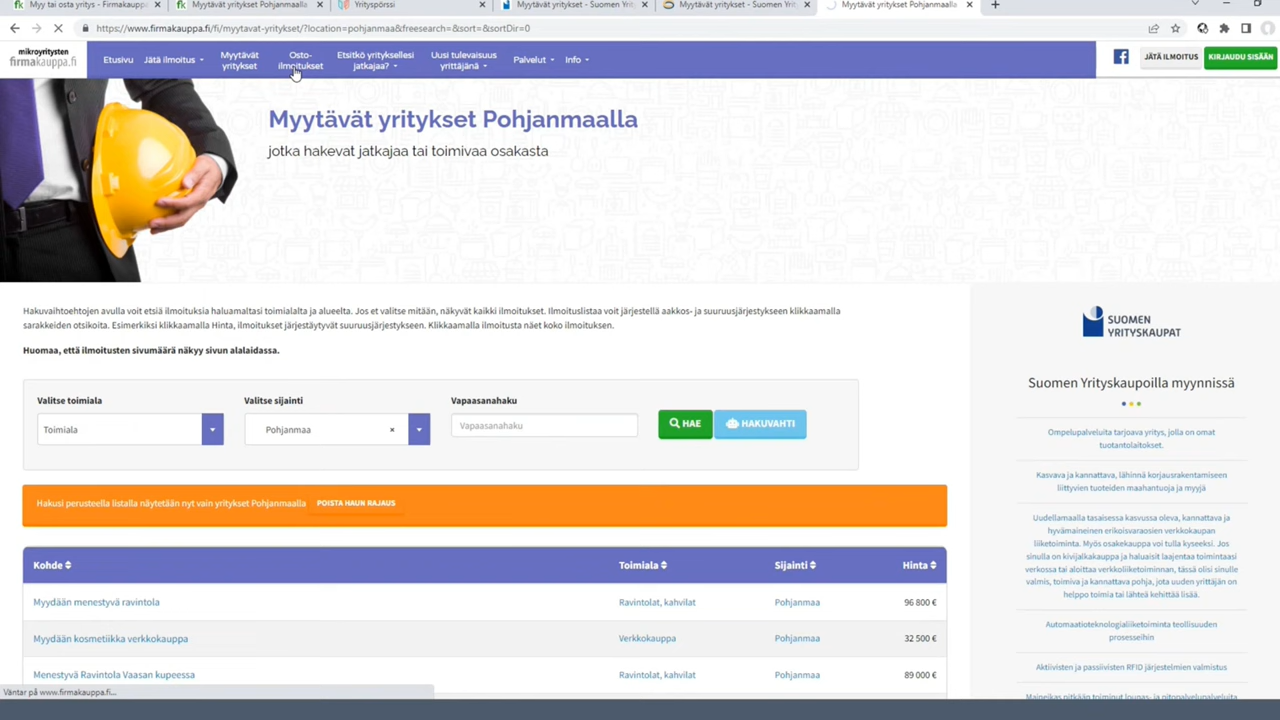 Myy tai osta yritys - Firmakaupp
Myytävät yritykset Pohjanmaalla
Yrityspörssi
Myytävät yritykset - Suomen Yri
Myytävät yritykset - Suomen Yri
Myytävät yritykset Pohjanmaalla
https://www.firmakauppa.fi/fi/myytavat-yritykset/?location=pohjanmaa&freesearch=&sort=&sortDir=0
mikroyritysten
firmakauppa.fi
Etusivu
Jätä ilmoitus
Myytävät
yritykset
Osto-
ilmoitukset
Etsitkö yrityksellesi
jatkajaa?
Uusi tulevaisuus
yrittäjänä
Palvelut
Info
JÄTÄ ILMOITUS
KIRJAUDU SISÄÄN
Myytävät yritykset Pohjanmaalla
jotka hakevat jatkajaa tai toimivaa osakasta
Hakuvaihtoehtojen avulla voit etsiä ilmoituksia haluamaltasi toimialalta ja alueelta. Jos et valitse mitään, näkyvät kaikki ilmoitukset. Ilmoituslistaa voit järjestellä aakkos- ja suuruusjärjestykseen klikkaamalla
sarakkeiden otsikoita. Esimerkiksi klikkaamalla Hinta, ilmoitukset järjestäytyvät suuruusjärjestykseen. Klikkaamalla ilmoitusta näet koko ilmoituksen.
Huomaa, että ilmoitusten sivumäärä näkyy sivun alalaidassa.
Valitse toimiala
Valitse sijainti
Vapaasanahaku
Toimiala
Pohjanmaa ×
Vapaasanahaku
HAE
HAKUVAHTI
Hakusi perusteella listalla näytetään nyt vain yritykset Pohjanmaalla POISTA HAUN RAJAUS
Kohde Toimiala Sijainti Hinta
Myydään menestyvä ravintola Ravintolat, kahvilat Pohjanmaa 96 800 €
Myydään kosmetiikka verkkokauppa Verkkokauppa Pohjanmaa 32 500 €
Menestyvä Ravintola Vaasan kupeessa Ravintolat, kahvilat Pohjanmaa 89 000 €
SUOMEN
YRITYSKAUPAT
Suomen Yrityskaupoilla myynnissä
Ompelupalveluita tarjoava yritys, jolla on omat
tuotantolaitokset.
Kasvava ja kannattava, lähinnä korjausrakentamiseen
liittyvien tuoteiden maahantuoja ja myyjä
Uudellamaalla tasaisessa kasvussa oleva, kannattava ja
hyvämaineinen erikoisvaraosien verkkokaupan
liiketoiminta. Myös osakekauppa voi tulla kyseeksi. Jos
sinulla on kivijalkakauppa ja haluaisit laajentaa toimintaasi
verkossa tai aloittaa verkkoliiketoiminnan, tässä olisi sinulle
valmis, toimiva ja kannattava pohja, jota uuden yrittäjän on
helppo toimia tai lähteä kehittää lisää.
Automaatioteknologialiiketoiminta teollisuuden
prosesseihin
Aktiivisten ja passiivisten RFID järjestelmien valmistus
Maineikas pitkään toiminut lounas- ja pitopalvelupalveluita
Väntar på www.firmakauppa.fi...